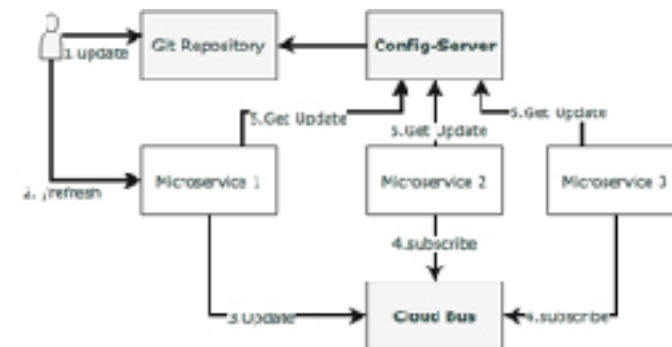 1.update
Git Repository
Config-Server
5.Get Update
5.Get Update
5.Get Update
2. /refresh
Microservice 1
Microservice 2
Microservice 3
4.subscribe
3.Update
Cloud Bus
4.subscribe